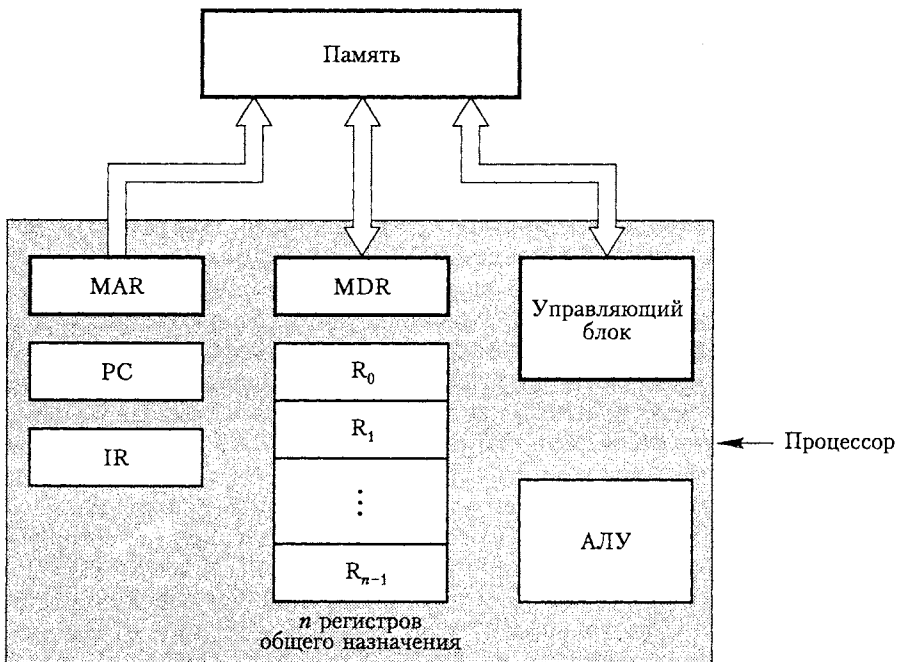 Память
MAR
MDR
Управляющий
блок
PC
IR
R₀
R₁
⋮
Rₙ₋₁
АЛУ
Процессор
n регистров
общего назначения